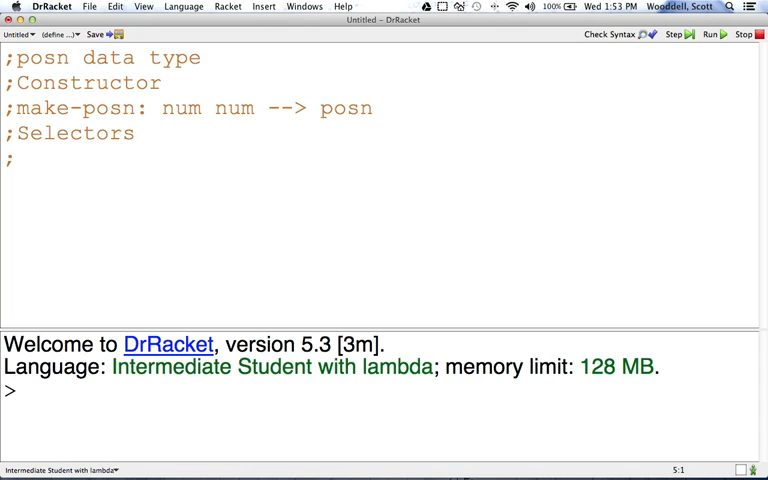 DrRacket File Edit View Language Racket Insert Windows Help 100% Wed 1:53 PM Wooddell, Scott
Untitled - DrRacket
Untitled (define ...) Save Check Syntax Step Run Stop
;posn data type
;Constructor
;make-posn: num num --> posn
;Selectors
;
Welcome to DrRacket, version 5.3 [3m].
Language: Intermediate Student with lambda; memory limit: 128 MB.
>
Intermediate Student with lambda 5:1